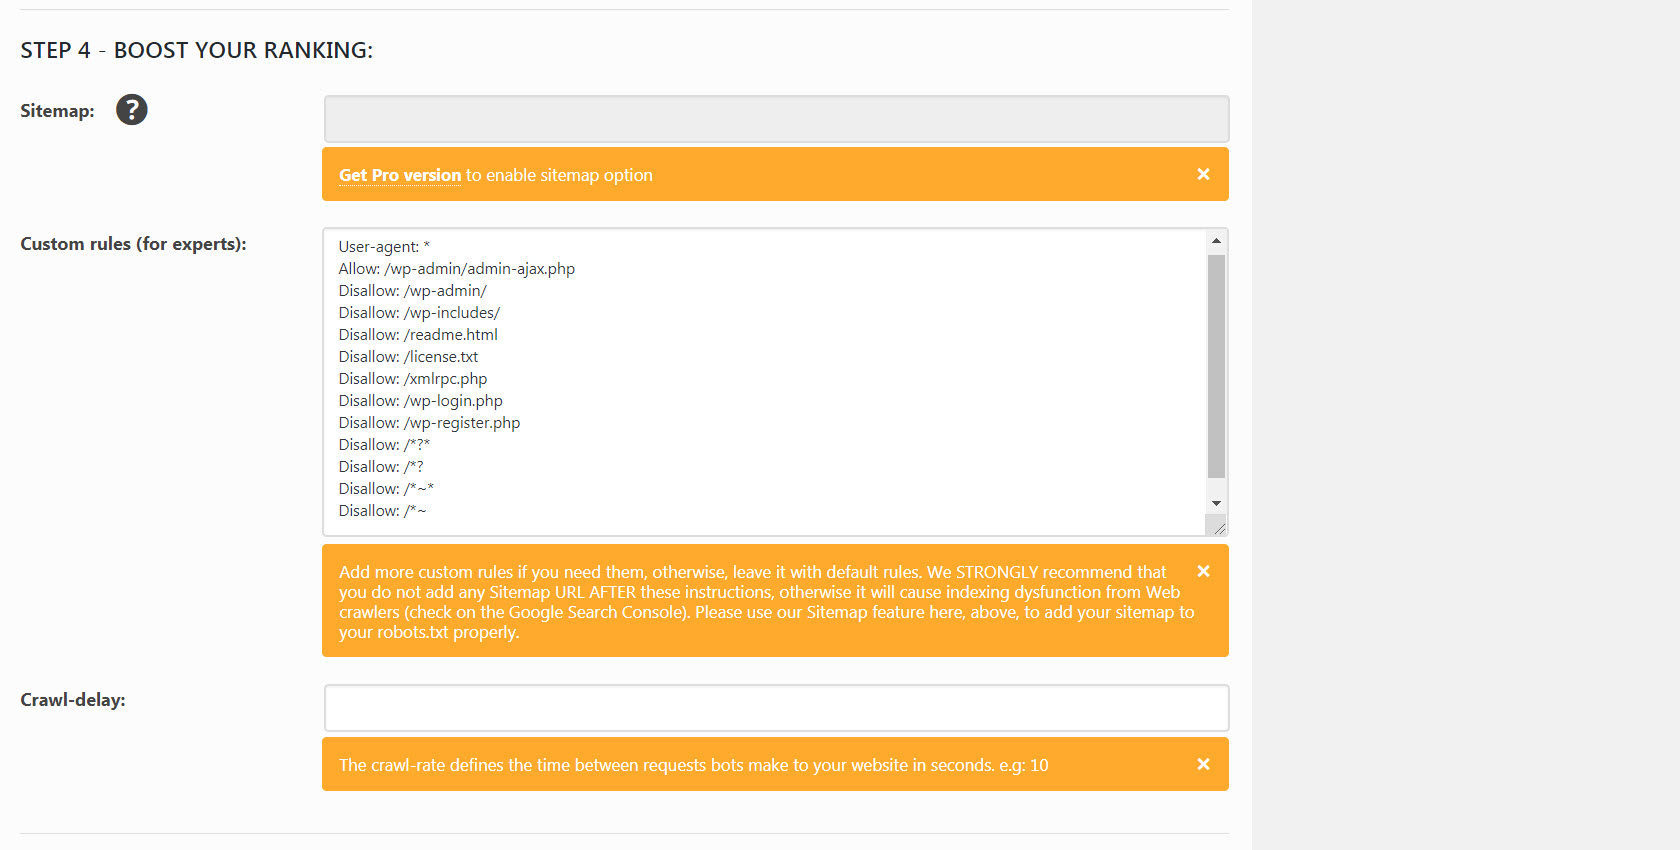 STEP 4 - BOOST YOUR RANKING:
Sitemap: ?
Get Pro version to enable sitemap option
Custom rules (for experts):
User-agent: *
Allow: /wp-admin/admin-ajax.php
Disallow: /wp-admin/
Disallow: /wp-includes/
Disallow: /readme.html
Disallow: /license.txt
Disallow: /xmlrpc.php
Disallow: /wp-login.php
Disallow: /wp-register.php
Disallow: /*?*
Disallow: /*?
Disallow: /*~*
Disallow: /*~
Add more custom rules if you need them, otherwise, leave it with default rules. We STRONGLY recommend that
you do not add any Sitemap URL AFTER these instructions, otherwise it will cause indexing dysfunction from Web
crawlers (check on the Google Search Console). Please use our Sitemap feature here, above, to add your sitemap to
your robots.txt properly.
Crawl-delay:
The crawl-rate defines the time between requests bots make to your website in seconds. e.g: 10